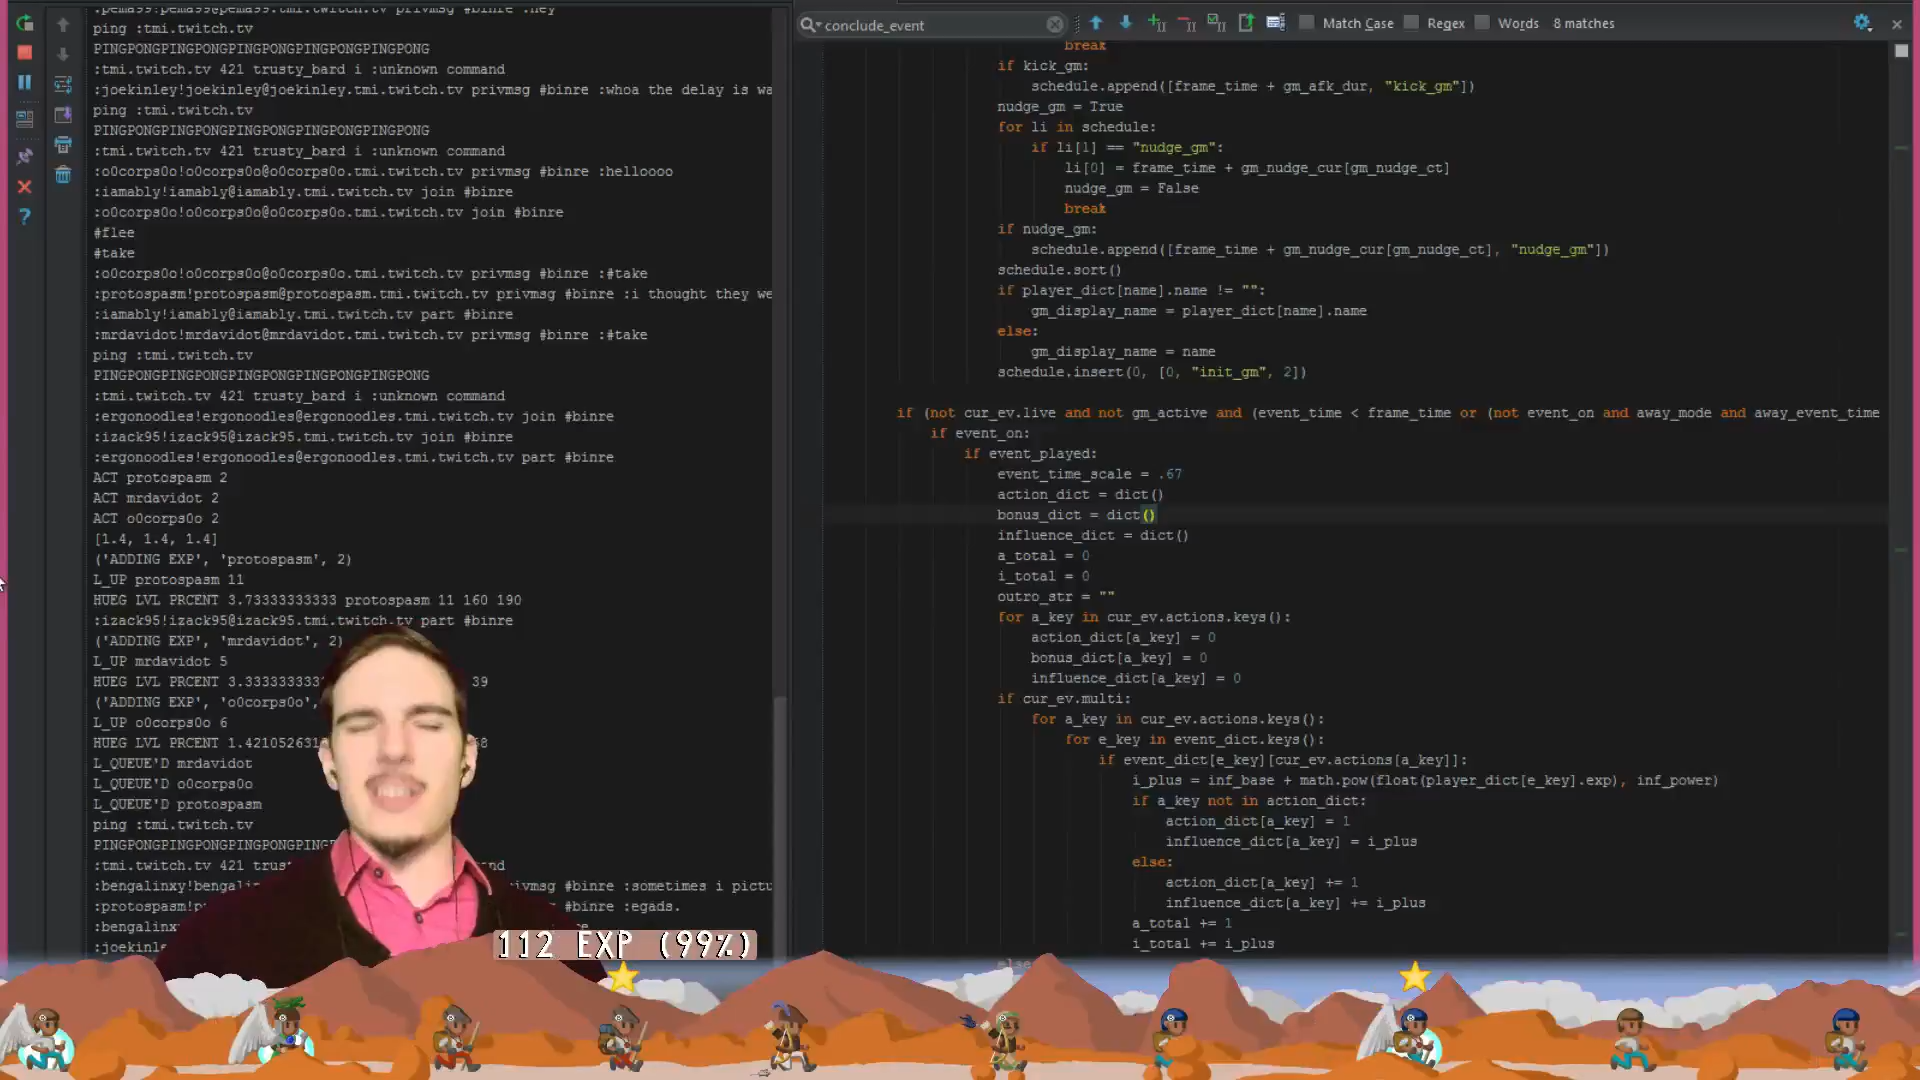 :pema99!pema99@pema99.tmi.twitch.tv privmsg #binre :hey
ping :tmi.twitch.tv
PINGPONGPINGPONGPINGPONGPINGPONGPINGPONG
:tmi.twitch.tv 421 trusty_bard i :unknown command
:joekinley!joekinley@joekinley.tmi.twitch.tv privmsg #binre :whoa the delay is wa
ping :tmi.twitch.tv
PINGPONGPINGPONGPINGPONGPINGPONGPINGPONG
:tmi.twitch.tv 421 trusty_bard i :unknown command
:o0corps0o!o0corps0o@o0corps0o.tmi.twitch.tv privmsg #binre :helloooo
:iamably!iamably@iamably.tmi.twitch.tv join #binre
:o0corps0o!o0corps0o@o0corps0o.tmi.twitch.tv join #binre
#flee
#take
:o0corps0o!o0corps0o@o0corps0o.tmi.twitch.tv privmsg #binre :#take
:protospasm!protospasm@protospasm.tmi.twitch.tv privmsg #binre :i thought they we
:iamably!iamably@iamably.tmi.twitch.tv part #binre
:mrdavidot!mrdavidot@mrdavidot.tmi.twitch.tv privmsg #binre :#take
ping :tmi.twitch.tv
PINGPONGPINGPONGPINGPONGPINGPONGPINGPONG
:tmi.twitch.tv 421 trusty_bard i :unknown command
:ergonoodles!ergonoodles@ergonoodles.tmi.twitch.tv join #binre
:izack95!izack95@izack95.tmi.twitch.tv join #binre
:ergonoodles!ergonoodles@ergonoodles.tmi.twitch.tv part #binre
ACT protospasm 2
ACT mrdavidot 2
ACT o0corps0o 2
[1.4, 1.4, 1.4]
('ADDING EXP', 'protospasm', 2)
L_UP protospasm 11
HUEG LVL PRCENT 3.73333333333 protospasm 11 160 190
:izack95!izack95@izack95.tmi.twitch.tv part #binre
('ADDING EXP', 'mrdavidot', 2)
L_UP mrdavidot 5
HUEG LVL PRCENT 3.333333333 39
('ADDING EXP', 'o0corps0o',
L_UP o0corps0o 6
HUEG LVL PRCENT 1.421052631
L_QUEUE'D mrdavidot
L_QUEUE'D o0corps0o
L_QUEUE'D protospasm
ping :tmi.twitch.tv
PINGPONGPINGPONGPINGPONGPING
:tmi.twitch.tv 421 trus
:bengalinxy!bengalin ivmsg #binre :sometimes i pictu
:protospasm!p #binre :egads.
:bengalinx
:joekinle
112 EXP (99%)
conclude_event
Match Case
Regex
Words
8 matches
break
if kick_gm:
schedule.append([frame_time + gm_afk_dur, "kick_gm"])
nudge_gm = True
for li in schedule:
if li[1] == "nudge_gm":
li[0] = frame_time + gm_nudge_cur[gm_nudge_ct]
nudge_gm = False
break
if nudge_gm:
schedule.append([frame_time + gm_nudge_cur[gm_nudge_ct], "nudge_gm"])
schedule.sort()
if player_dict[name].name != "":
gm_display_name = player_dict[name].name
else:
gm_display_name = name
schedule.insert(0, [0, "init_gm", 2])
if (not cur_ev.live and not gm_active and (event_time < frame_time or (not event_on and away_mode and away_event_time
if event_on:
if event_played:
event_time_scale = .67
action_dict = dict()
bonus_dict = dict()
influence_dict = dict()
a_total = 0
i_total = 0
outro_str = ""
for a_key in cur_ev.actions.keys():
action_dict[a_key] = 0
bonus_dict[a_key] = 0
influence_dict[a_key] = 0
if cur_ev.multi:
for a_key in cur_ev.actions.keys():
for e_key in event_dict.keys():
if event_dict[e_key][cur_ev.actions[a_key]]:
i_plus = inf_base + math.pow(float(player_dict[e_key].exp), inf_power)
if a_key not in action_dict:
action_dict[a_key] = 1
influence_dict[a_key] = i_plus
else:
action_dict[a_key] += 1
influence_dict[a_key] += i_plus
a_total += 1
i_total += i_plus
else